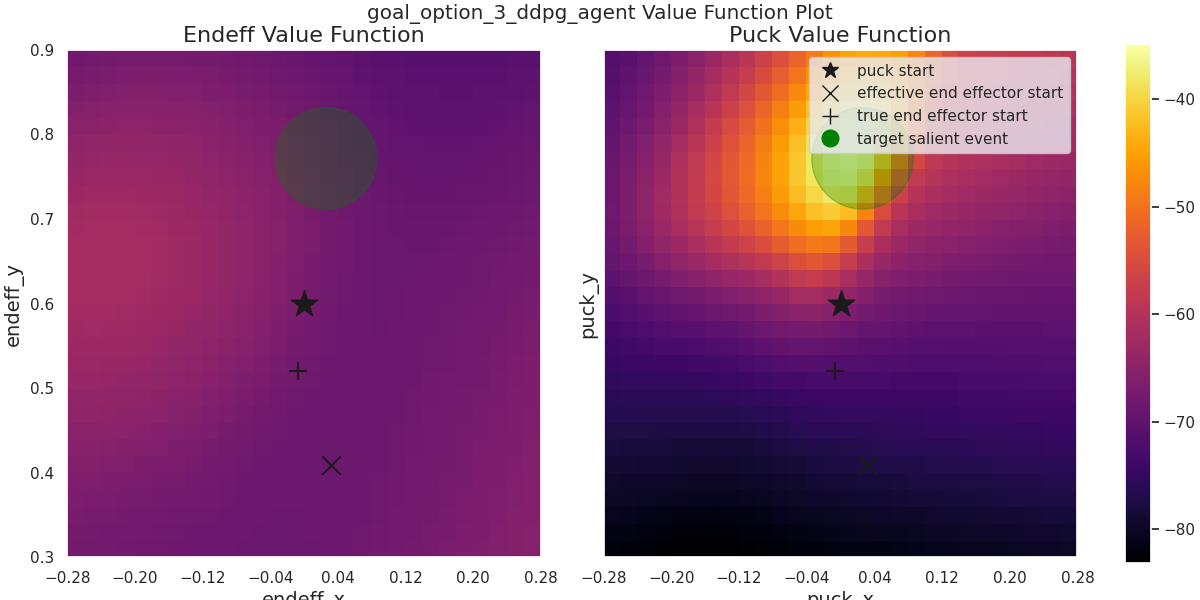 goal_option_3_ddpg_agent Value Function Plot
Endeff Value Function
Puck Value Function
puck start
effective end effector start
true end effector start
target salient event
endeff_y
0.9
0.8
0.7
0.6
0.5
0.4
0.3
−0.28 −0.20 −0.12 −0.04 0.04 0.12 0.20 0.28
endeff_x
puck_y
−0.28 −0.20 −0.12 −0.04 0.04 0.12 0.20 0.28
puck_x
−40
−50
−60
−70
−80